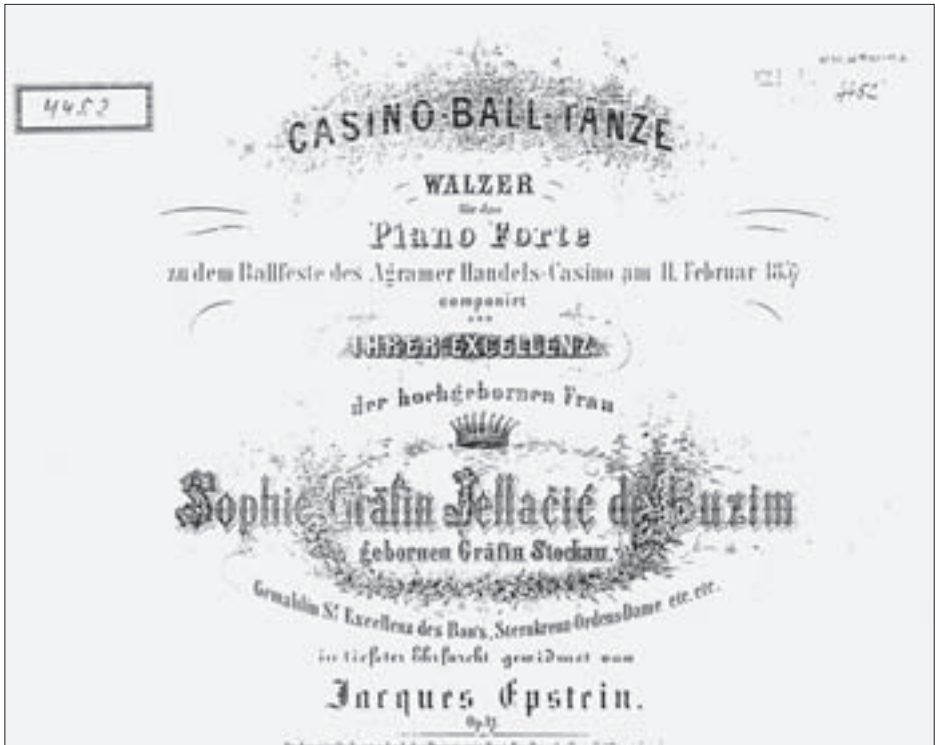 4452
CASINO-BALL-TÄNZE
WALZER
für das
Piano Forte
zu dem Ballfeste des Agramer Handels-Casino am 11. Februar 1857
componirt
IHRER EXCELLENZ
der hochgebornen Frau
Sophie Gräfin Jellačić de Buzim
gebornen Gräfin Stockau.
Gemahlin Sr. Excellenz des Ban's, Sternkreuz-Ordens Dame etc. etc.
in tiefster Ehrfurcht gewidmet von
Jacques Epstein.